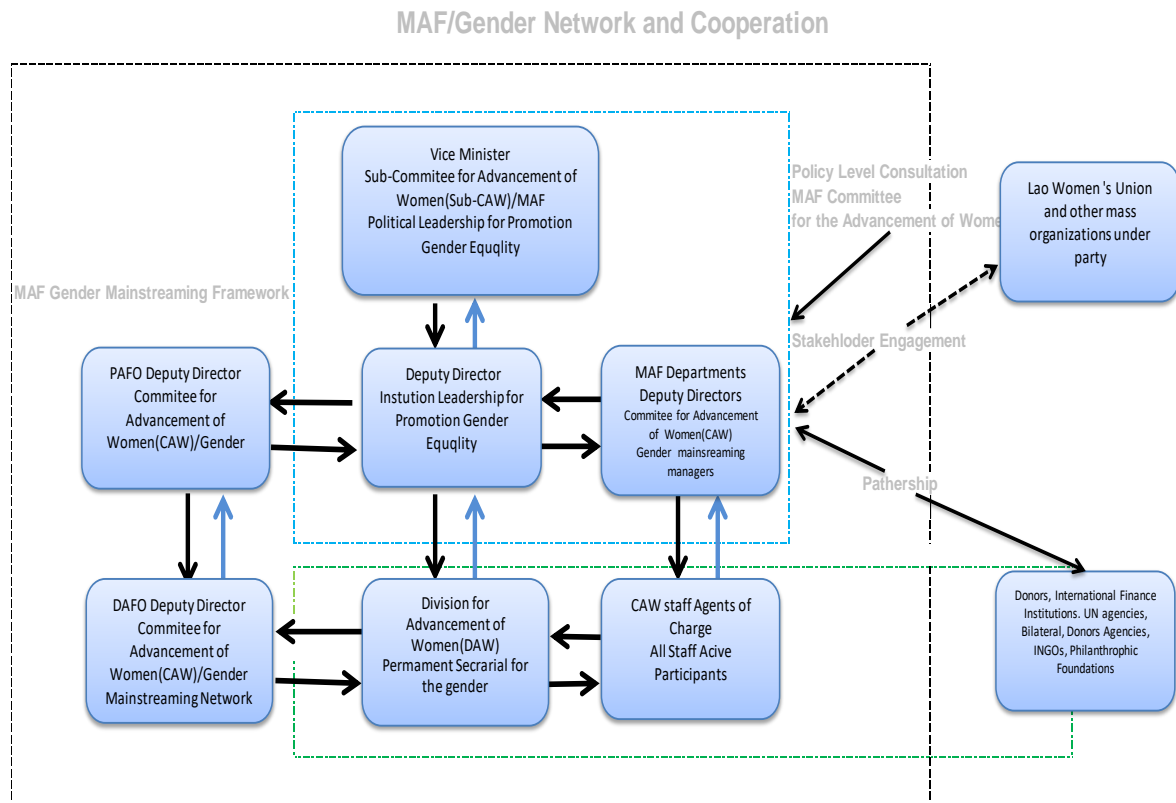 MAF/Gender Network and Cooperation
Vice Minister
Sub-Committee for Advancement of
Women(Sub-CAW)/MAF
Political Leadership for Promotion
Gender Equqlity
Policy Level Consultation
MAF Committee
for the Advancement of Wome
Lao Women 's Union
and other mass
organizations under
party
MAF Gender Mainstreaming Framework
Stakehloder Engagement
PAFO Deputy Director
Commitee for
Advancement of
Women(CAW)/Gender
Deputy Director
Instution Leadership for
Promotion Gender
Equqlity
MAF Departments
Deputy Directors
Commitee for Advancement
of Women(CAW)
Gender mainsreaming
managers
Pathership
DAFO Deputy Director
Commitee for
Advancement of
Women(CAW)/Gender
Mainstreaming Network
Division for
Advancement of
Women(DAW)
Permament Secrarial for
the gender
CAW staff Agents of
Charge
All Staff Acive
Participants
Donors, International Finance
Institutions. UN agencies,
Bilateral, Donors Agencies,
INGOs, Philanthrophic
Foundations